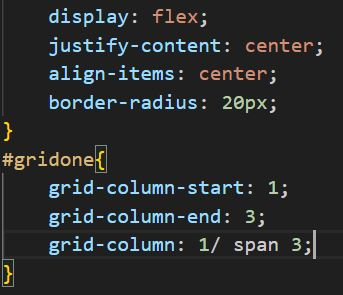 display: flex;
justify-content: center;
align-items: center;
border-radius: 20px;
}
#gridone{
grid-column-start: 1;
grid-column-end: 3;
grid-column: 1/ span 3;
}